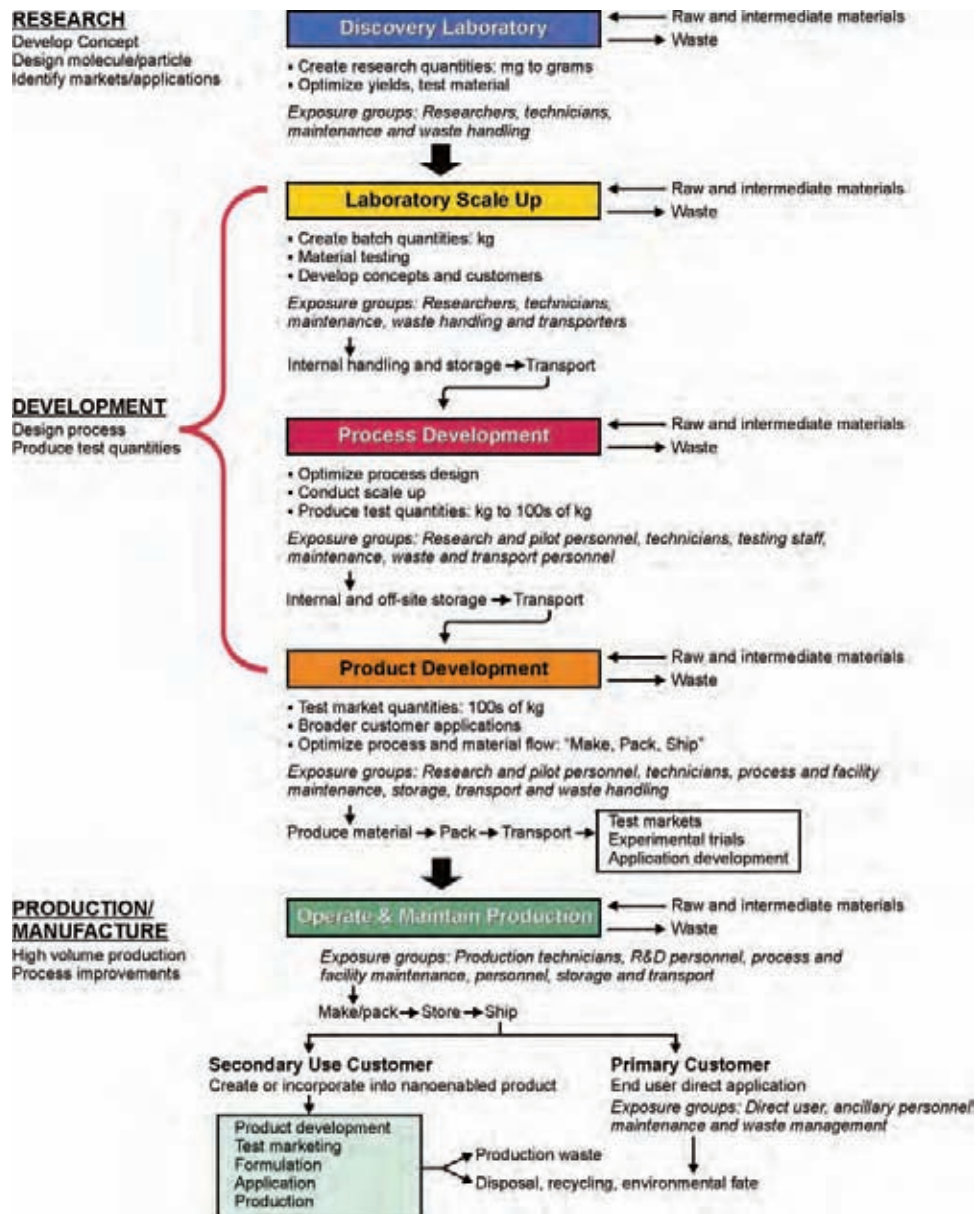 RESEARCH
Develop Concept
Design molecule/particle
Identify markets/applications
Discovery Laboratory
Raw and intermediate materials
Waste
• Create research quantities: mg to grams
• Optimize yields, test material
Exposure groups: Researchers, technicians,
maintenance and waste handling
Laboratory Scale Up
Raw and intermediate materials
Waste
• Create batch quantities: kg
• Material testing
• Develop concepts and customers
Exposure groups: Researchers, technicians,
maintenance, waste handling and transporters
Internal handling and storage
Transport
DEVELOPMENT
Design process
Produce test quantities
Process Development
Raw and intermediate materials
Waste
• Optimize process design
• Conduct scale up
• Produce test quantities: kg to 100s of kg
Exposure groups: Research and pilot personnel, technicians, testing staff,
maintenance, waste and transport personnel
Internal and off-site storage
Transport
Product Development
Raw and intermediate materials
Waste
• Test market quantities: 100s of kg
• Broader customer applications
• Optimize process and material flow: "Make, Pack, Ship"
Exposure groups: Research and pilot personnel, technicians, process and facility
maintenance, storage, transport and waste handling
Produce material
Pack
Transport
Test markets
Experimental trials
Application development
PRODUCTION/
MANUFACTURE
High volume production
Process improvements
Operate & Maintain Production
Raw and intermediate materials
Waste
Exposure groups: Production technicians, R&D personnel, process and
facility maintenance, personnel, storage and transport
Make/pack
Store
Ship
Secondary Use Customer
Create or incorporate into nanoenabled product
Primary Customer
End user direct application
Exposure groups: Direct user, ancillary personnel
maintenance and waste management
Product development
Test marketing
Formulation
Application
Production
Production waste
Disposal, recycling, environmental fate